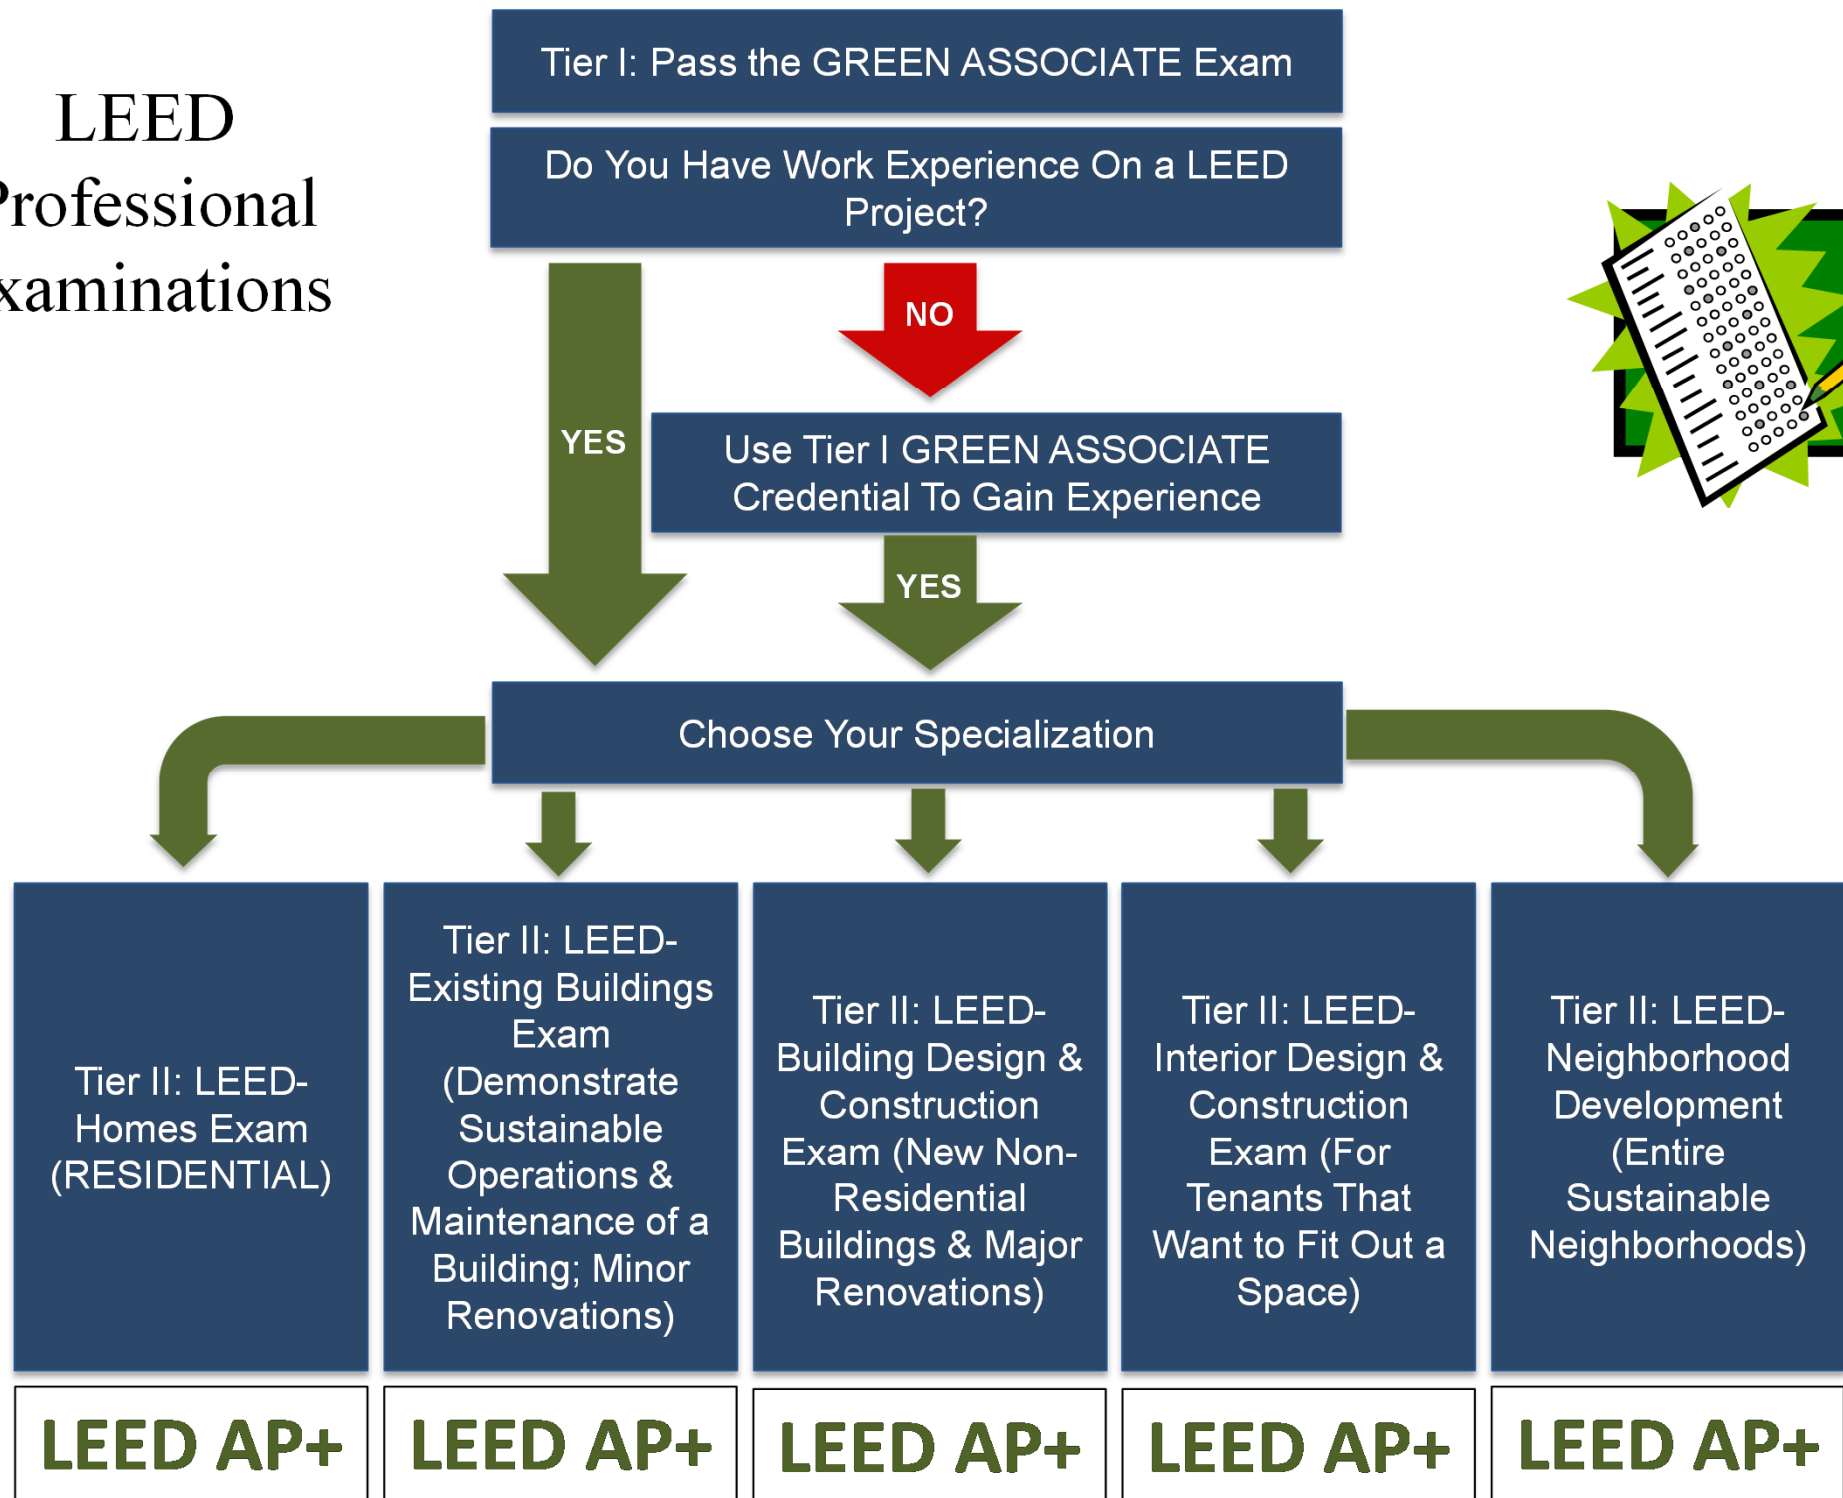 LEED
Professional
xaminations
Tier I: Pass the GREEN ASSOCIATE Exam
Do You Have Work Experience On a LEED
Project?
NO
YES
Use Tier I GREEN ASSOCIATE
Credential To Gain Experience
YES
Choose Your Specialization
Tier II: LEED-
Homes Exam
(RESIDENTIAL)
Tier II: LEED-
Existing Buildings
Exam
(Demonstrate
Sustainable
Operations &
Maintenance of a
Building; Minor
Renovations)
Tier II: LEED-
Building Design &
Construction
Exam (New Non-
Residential
Buildings & Major
Renovations)
Tier II: LEED-
Interior Design &
Construction
Exam (For
Tenants That
Want to Fit Out a
Space)
Tier II: LEED-
Neighborhood
Development
(Entire
Sustainable
Neighborhoods)
LEED AP+
LEED AP+
LEED AP+
LEED AP+
LEED AP+